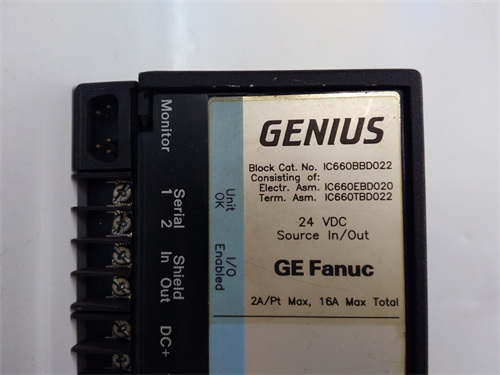 GENIUS
Block Cat. No. IC660BBD022
Consisting of:
Electr. Asm. IC660EBD020
Term. Asm. IC660TBD022
24 VDC
Source In/Out
GE Fanuc
2A/Pt Max, 16A Max Total
Unit
OK
I/O
Enabled
Monitor
Serial
1 2
Shield
In Out
DC+